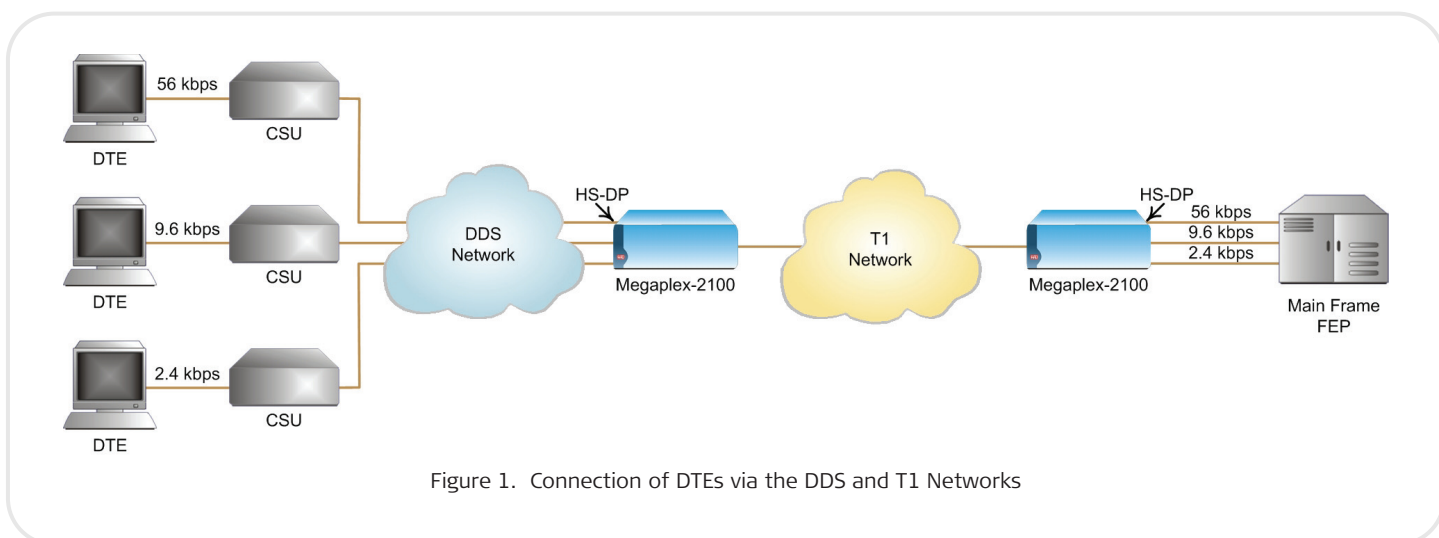 56 kbps
DTE
CSU
9.6 kbps
DTE
CSU
2.4 kbps
DTE
CSU
DDS
Network
HS-DP
Megaplex-2100
T1
Network
HS-DP
Megaplex-2100
56 kbps
9.6 kbps
2.4 kbps
Main Frame
FEP
Figure 1. Connection of DTEs via the DDS and T1 Networks